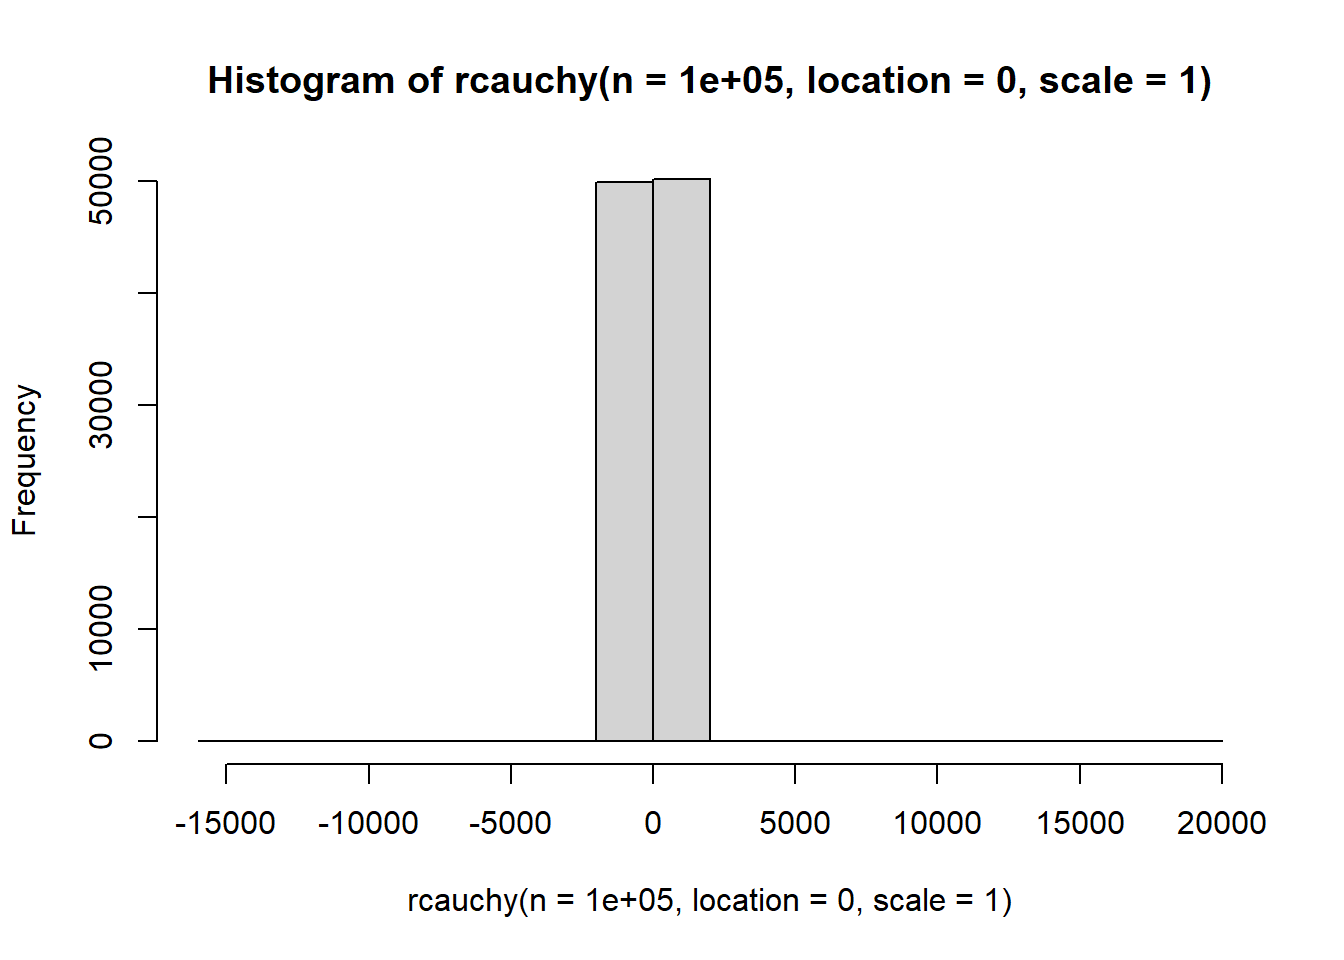 Histogram of rcauchy(n = 1e+05, location = 0, scale = 1)
50000
30000
10000
0
Frequency
-15000 -10000 -5000 0 5000 10000 15000 20000
rcauchy(n = 1e+05, location = 0, scale = 1)